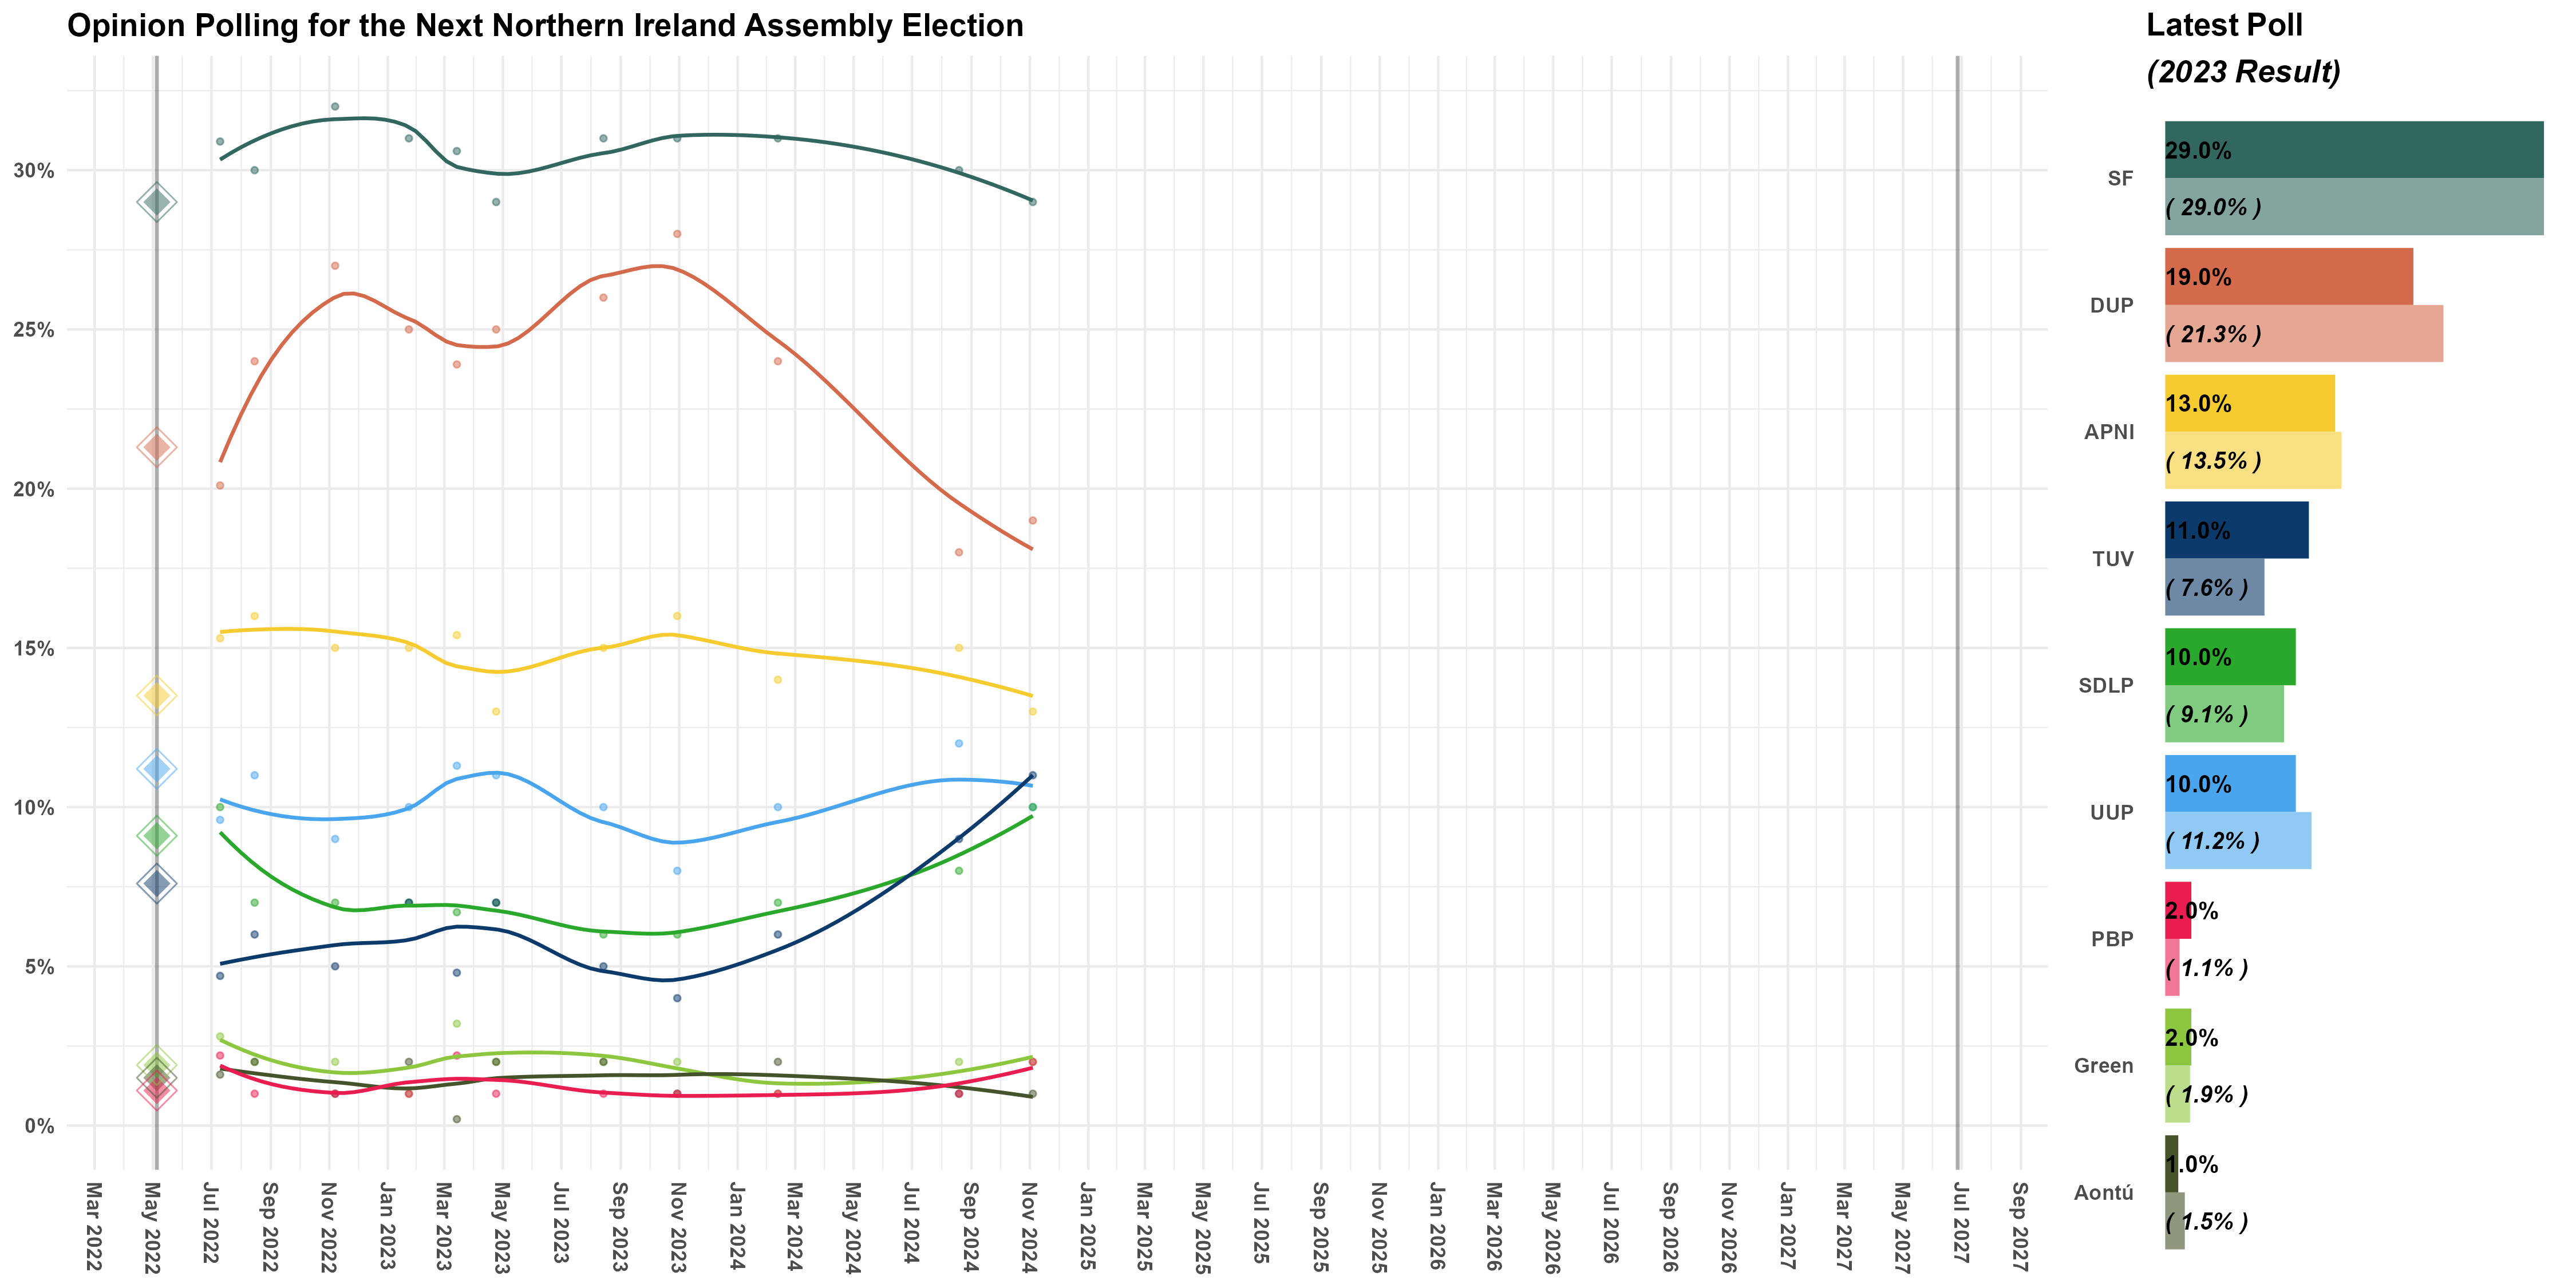 Opinion Polling for the Next Northern Ireland Assembly Election
30%
25%
20%
15%
10%
5%
0%
Mar 2022
May 2022
Jul 2022
Sep 2022
Nov 2022
Jan 2023
Mar 2023
May 2023
Jul 2023
Sep 2023
Nov 2023
Jan 2024
Mar 2024
May 2024
Jul 2024
Sep 2024
Nov 2024
Jan 2025
Mar 2025
May 2025
Jul 2025
Sep 2025
Nov 2025
Jan 2026
Mar 2026
May 2026
Jul 2026
Sep 2026
Nov 2026
Jan 2027
Mar 2027
May 2027
Jul 2027
Sep 2027
Latest Poll
(2023 Result)
SF
29.0%
( 29.0% )
DUP
19.0%
( 21.3% )
APNI
13.0%
( 13.5% )
TUV
11.0%
( 7.6% )
SDLP
10.0%
( 9.1% )
UUP
10.0%
( 11.2% )
PBP
2.0%
( 1.1% )
Green
2.0%
( 1.9% )
Aontú
1.0%
( 1.5% )